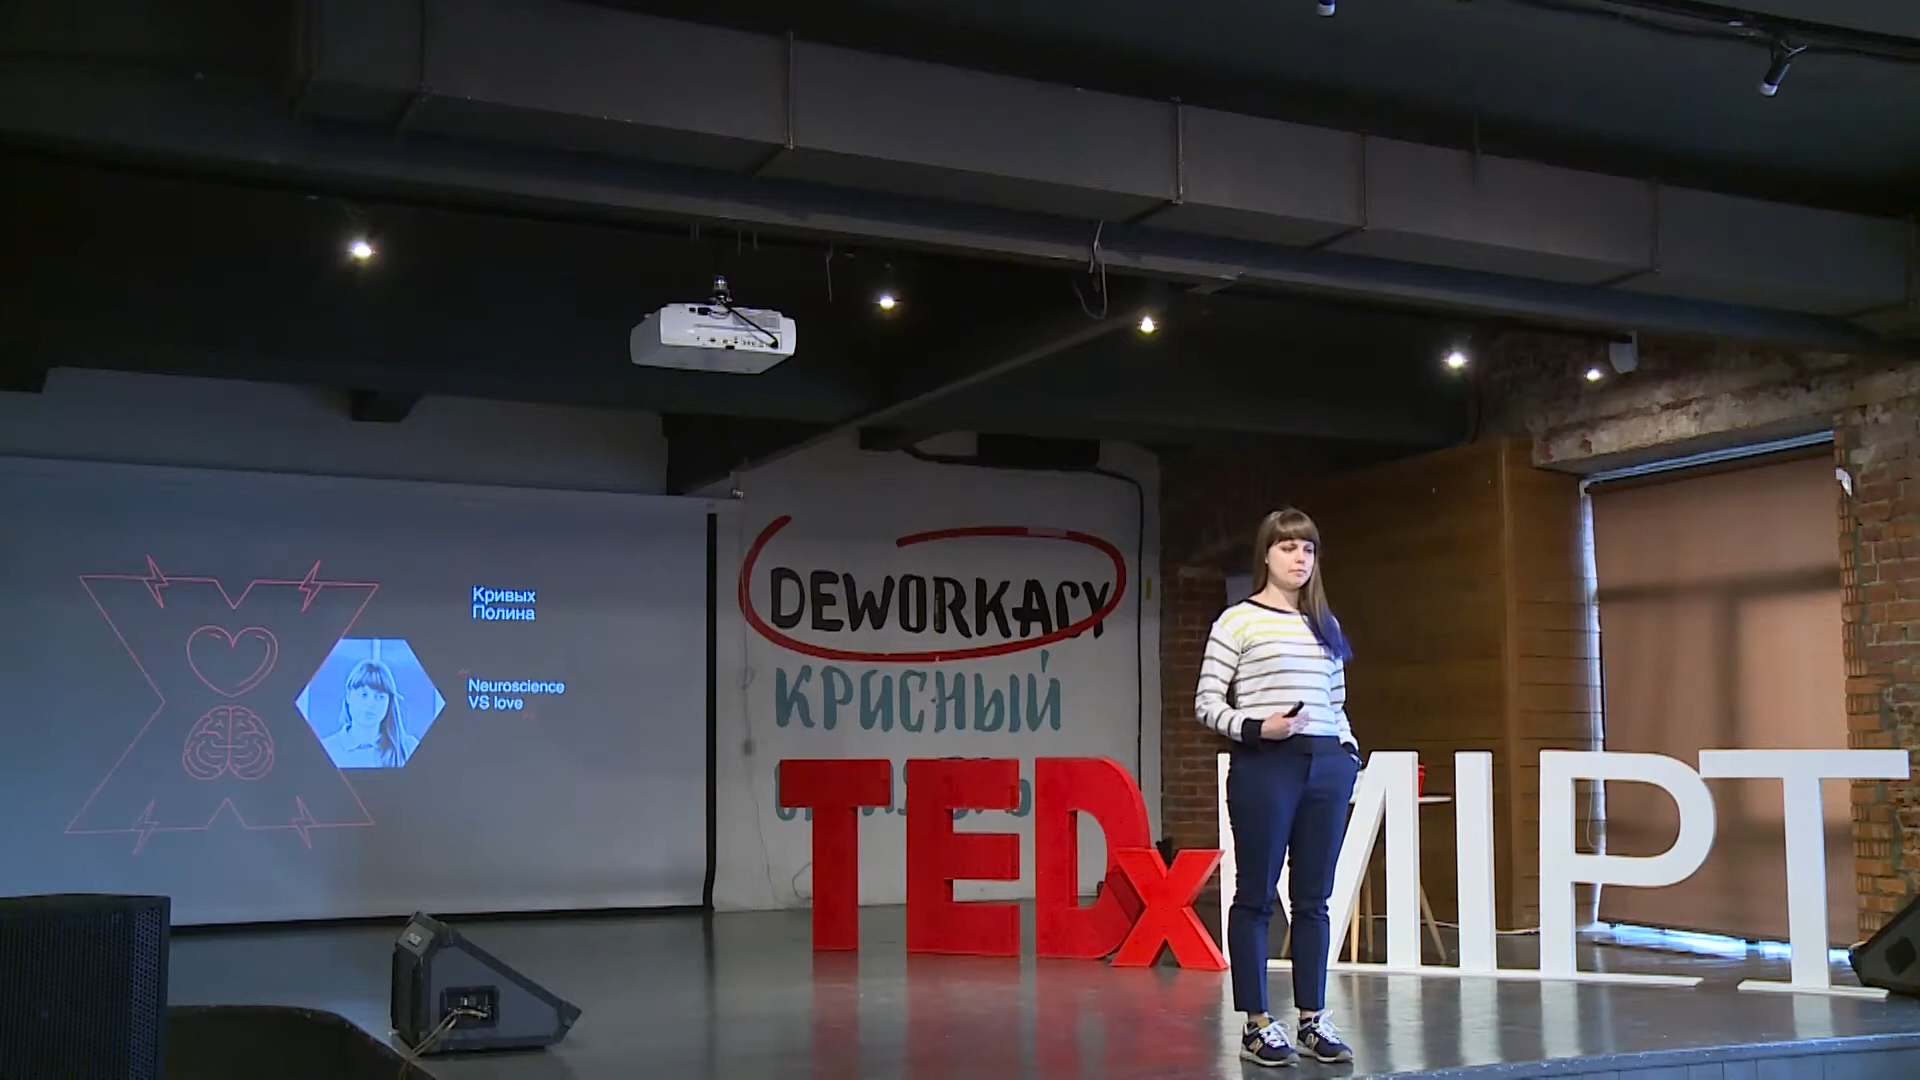 Кривых
Полина
Neuroscience
VS love
DEWORKACY
КРАСНЫЙ
TEDx
MIPT